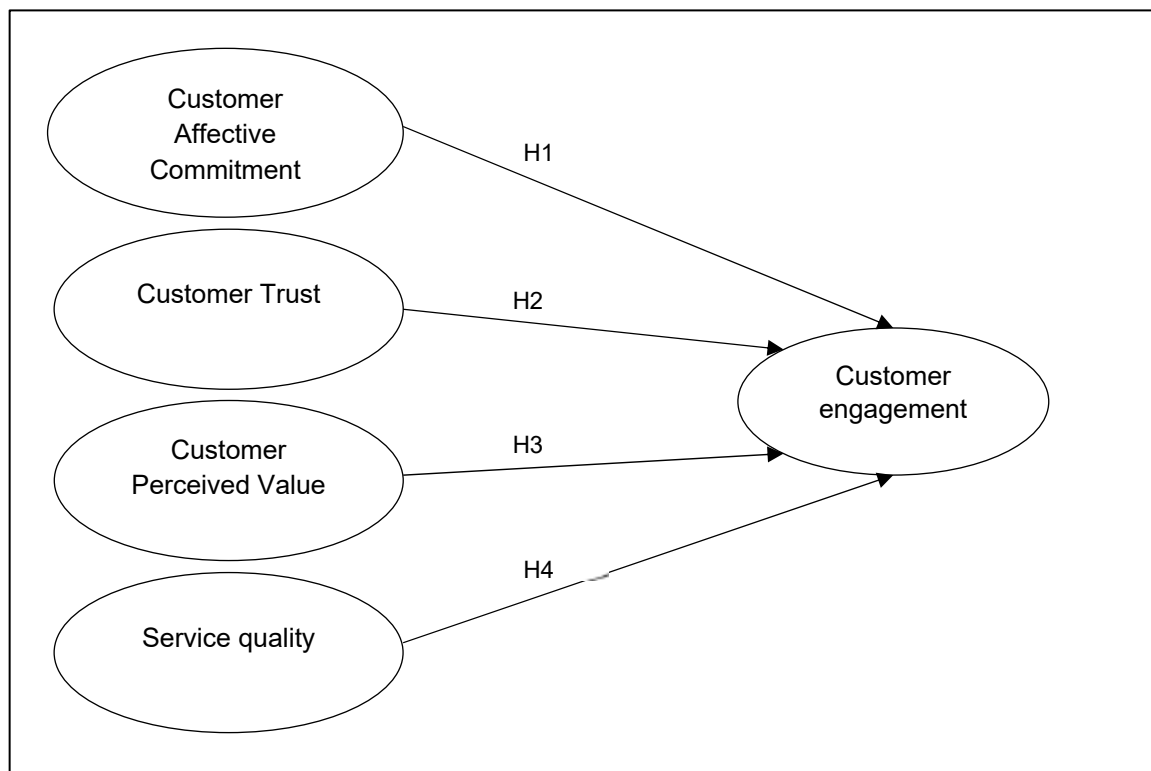 Customer
Affective
Commitment
H1
Customer Trust
H2
Customer
Perceived Value
H3
Customer
engagement
Service quality
H4